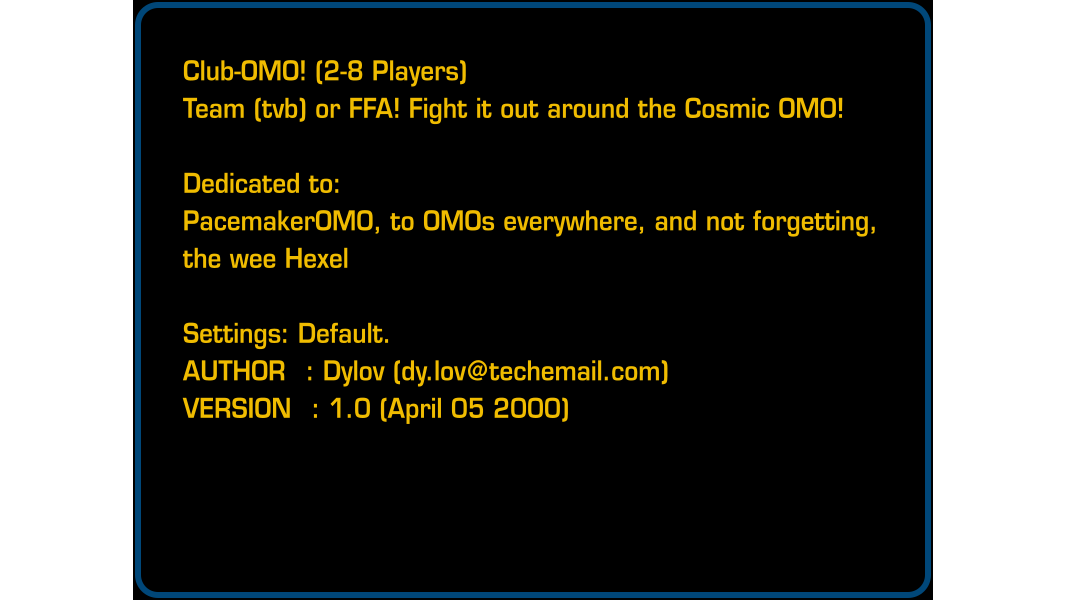 Club-OMO! (2-8 Players)
Team (tvb) or FFA! Fight it out around the Cosmic OMO!
Dedicated to:
PacemakerOMO, to OMOs everywhere, and not forgetting,
the wee Hexel
Settings: Default.
AUTHOR : Dylov (dy.lov@techemail.com)
VERSION : 1.0 (April 05 2000)